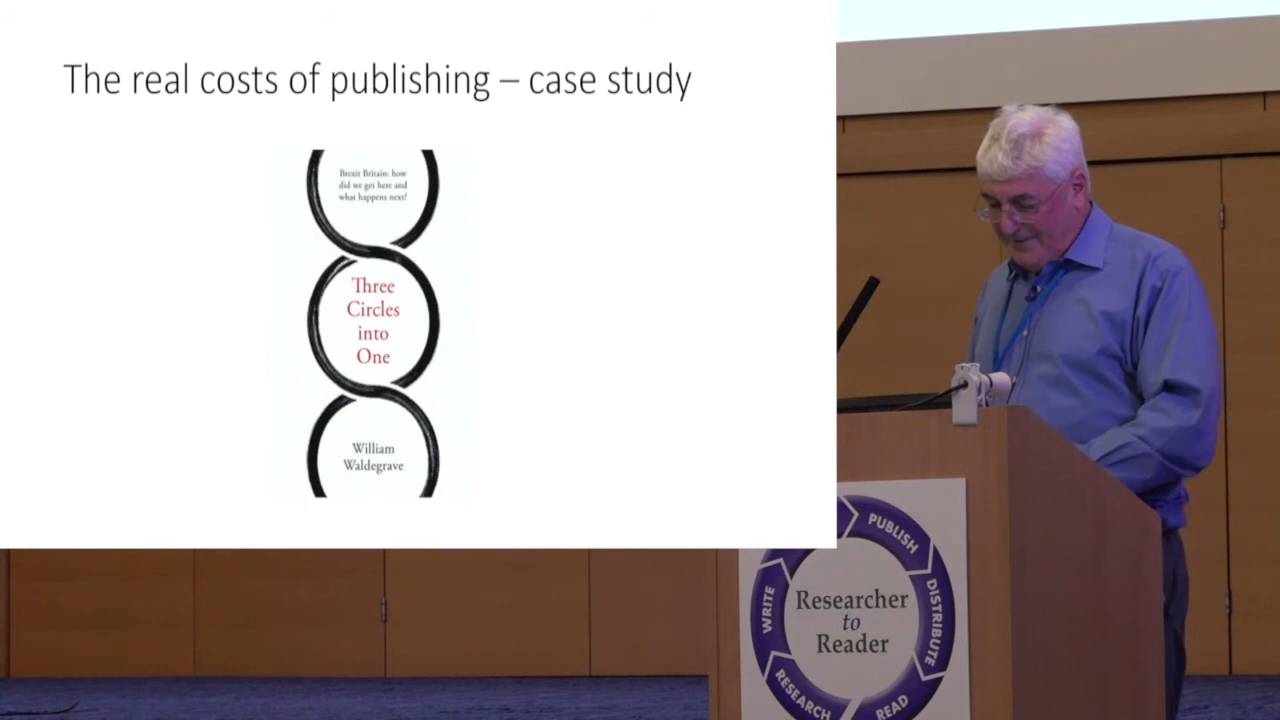 The real costs of publishing – case study
Brexit Britain: how
did we get here and
what happens next?
Three
Circles
into
One
William
Waldegrave
PUBLISH
DISTRIBUTE
READ
RESEARCH
WRITE
Researcher
to
Reader